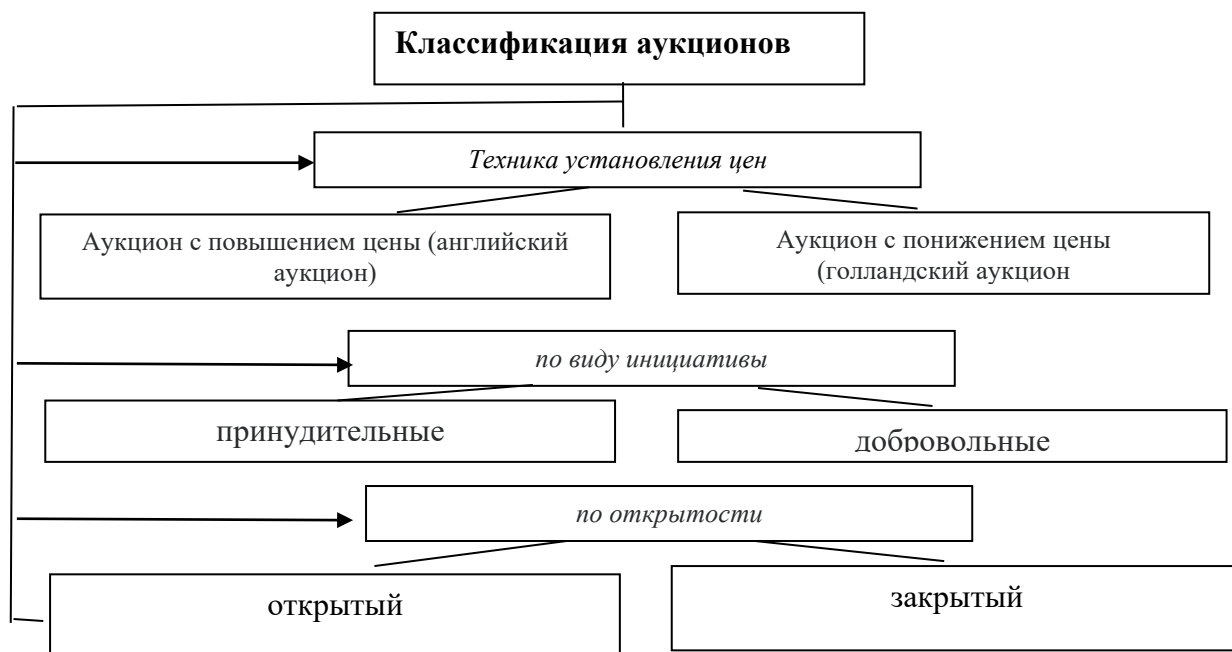 Классификация аукционов
Техника установления цен
Аукцион с повышением цены (английский
аукцион)
Аукцион с понижением цены
(голландский аукцион
по виду инициативы
принудительные
добровольные
по открытости
открытый
закрытый